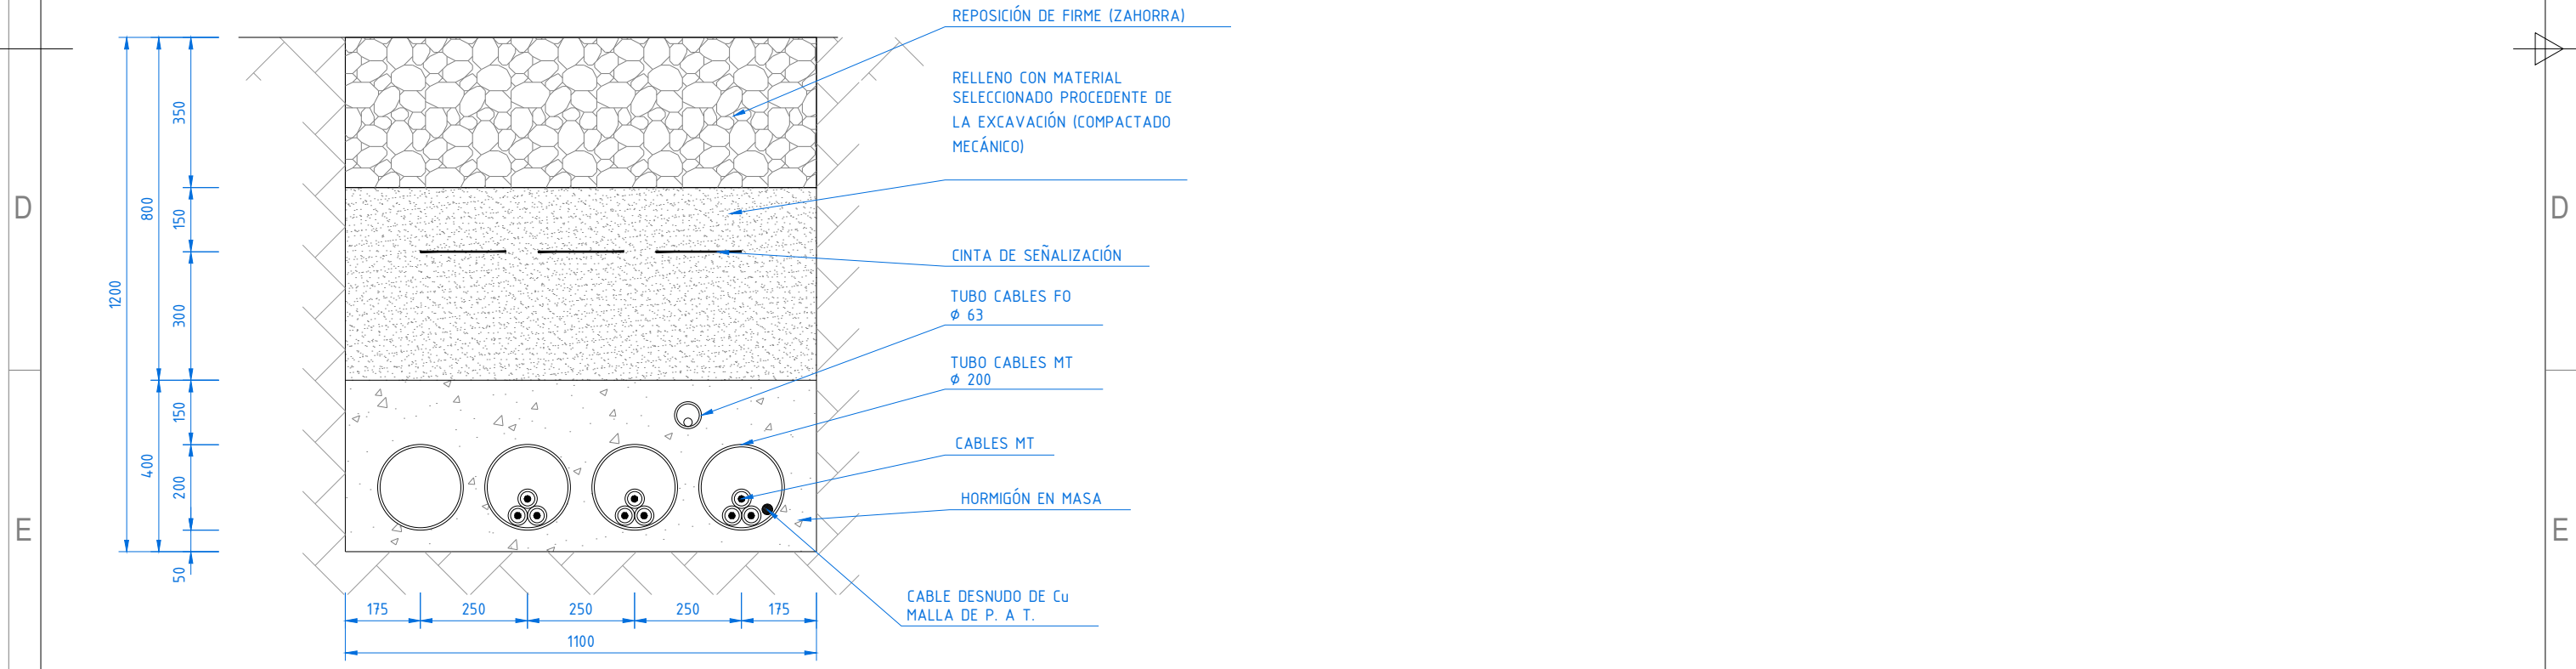 REPOSICIÓN DE FIRME (ZAHORRA)
RELLENO CON MATERIAL
SELECCIONADO PROCEDENTE DE
LA EXCAVACIÓN (COMPACTADO
MECÁNICO)
CINTA DE SEÑALIZACIÓN
TUBO CABLES FO
Ø 63
TUBO CABLES MT
Ø 200
CABLES MT
HORMIGÓN EN MASA
CABLE DESNUDO DE Cu
MALLA DE P. A T.
350
150
300
150
200
50
800
400
1200
175 250 250 250 175
1100
D
D
E
E